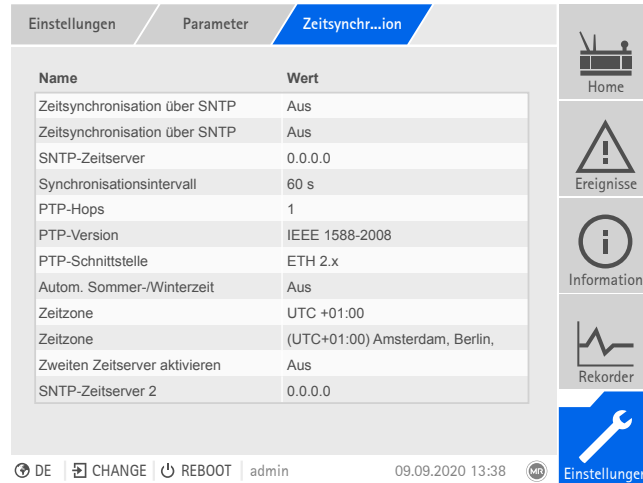 Einstellungen Parameter Zeitsynchr...ion
Name Wert
Zeitsynchronisation über SNTP Aus
Zeitsynchronisation über SNTP Aus
SNTP-Zeitserver 0.0.0.0
Synchronisationsintervall 60 s
PTP-Hops 1
PTP-Version IEEE 1588-2008
PTP-Schnittstelle ETH 2.x
Autom. Sommer-/Winterzeit Aus
Zeitzone UTC +01:00
Zeitzone (UTC+01:00) Amsterdam, Berlin,
Zweiten Zeitserver aktivieren Aus
SNTP-Zeitserver 2 0.0.0.0
Home
Ereignisse
Information
Rekorder
Einstellungen
DE CHANGE REBOOT admin 09.09.2020 13:38 MR